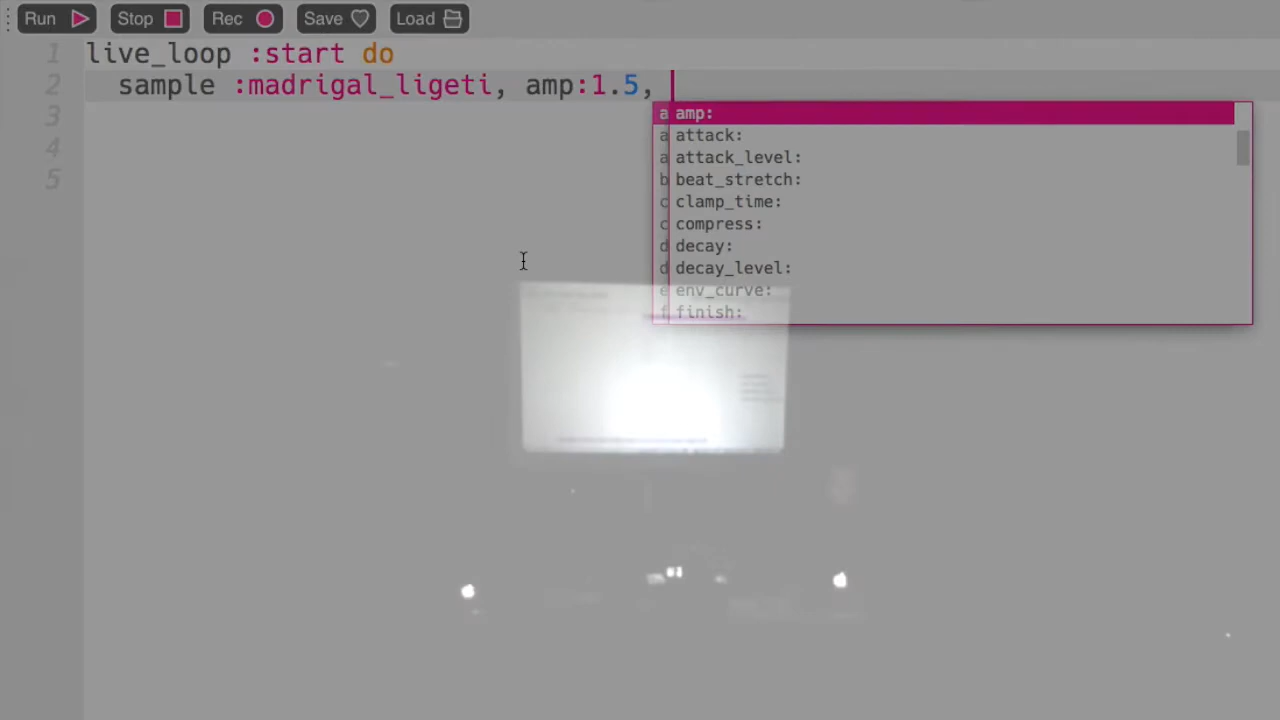 Run Stop Rec Save Load
1 live_loop :start do
2 sample :madrigal_ligeti, amp:1.5,
3
4
5
a amp:
a attack:
a attack_level:
b beat_stretch:
c clamp_time:
c compress:
d decay:
d decay_level:
e env_curve:
f finish: